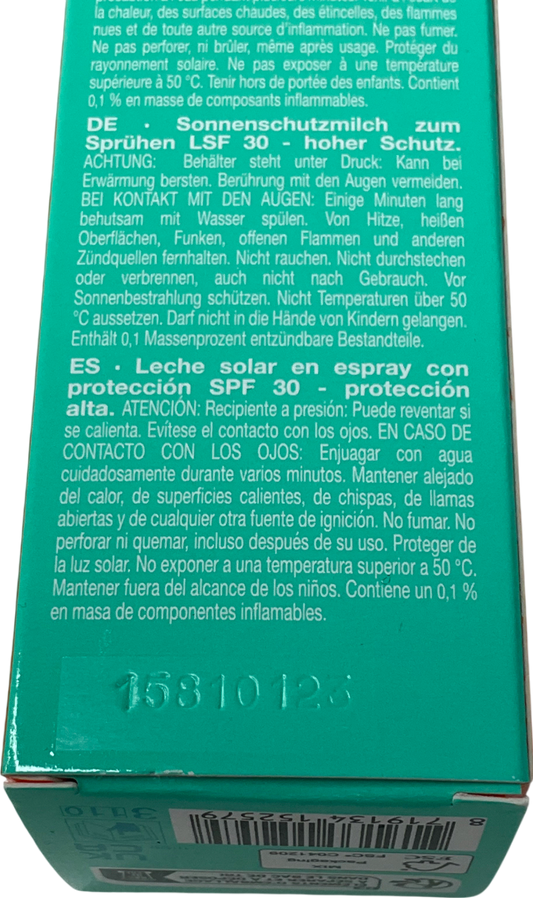 la chaleur, des surfaces chaudes, des étincelles, des flammes
nues et de toute autre source d'inflammation. Ne pas fumer.
Ne pas perforer, ni brûler, même après usage. Protéger du
rayonnement solaire. Ne pas exposer à une température
supérieure à 50 °C. Tenir hors de portée des enfants. Contient
0,1 % en masse de composants inflammables.
DE · Sonnenschutzmilch zum
Sprühen LSF 30 - hoher Schutz.
ACHTUNG: Behälter steht unter Druck: Kann bei
Erwärmung bersten. Berührung mit den Augen vermeiden.
BEI KONTAKT MIT DEN AUGEN: Einige Minuten lang
behutsam mit Wasser spülen. Von Hitze, heißen
Oberflächen, Funken, offenen Flammen und anderen
Zündquellen fernhalten. Nicht rauchen. Nicht durchstechen
oder verbrennen, auch nicht nach Gebrauch. Vor
Sonnenbestrahlung schützen. Nicht Temperaturen über 50
°C aussetzen. Darf nicht in die Hände von Kindern gelangen.
Enthält 0,1 Massenprozent entzündbare Bestandteile.
ES · Leche solar en espray con
protección SPF 30 - protección
alta. ATENCIÓN: Recipiente a presión: Puede reventar si
se calienta. Evítese el contacto con los ojos. EN CASO DE
CONTACTO CON LOS OJOS: Enjuagar con agua
cuidadosamente durante varios minutos. Mantener alejado
del calor, de superficies calientes, de chispas, de llamas
abiertas y de cualquier otra fuente de ignición. No fumar. No
perforar ni quemar, incluso después de su uso. Proteger de
la luz solar. No exponer a una temperatura superior a 50 °C.
Mantener fuera del alcance de los niños. Contiene un 0,1 %
en masa de componentes inflamables.
15810123
8 719134 152579
FSC
Mix
Packaging
FSC® C041208